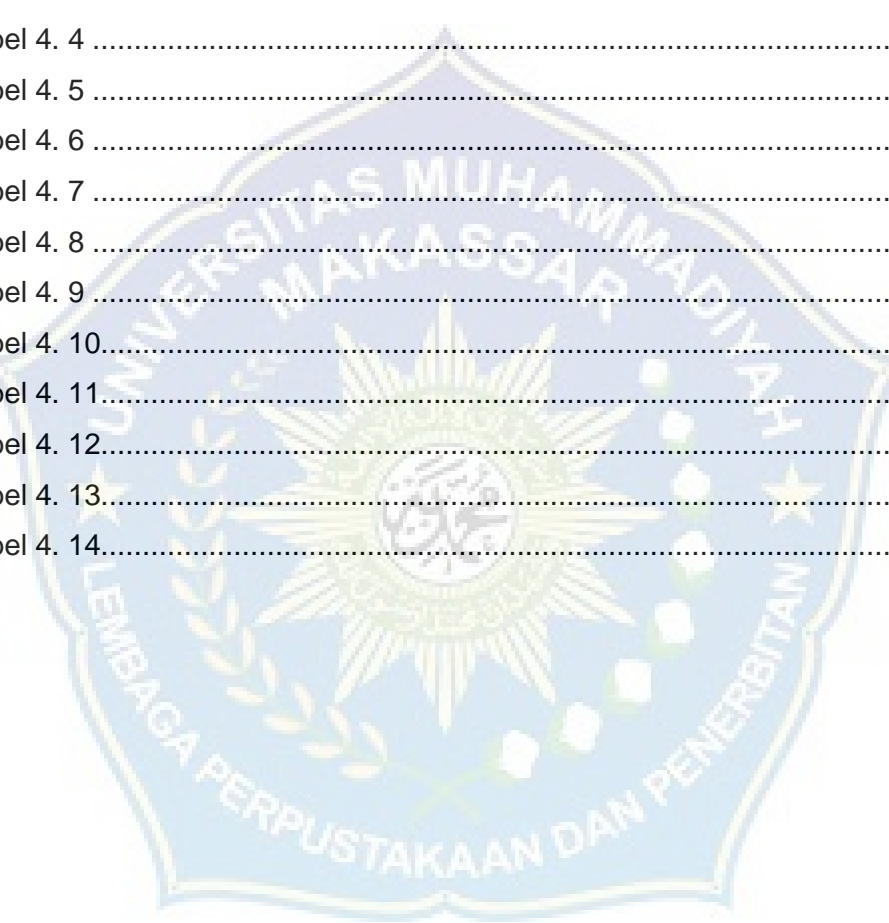 bel 4. 4 ................................................................................
bel 4. 5 ................................................................................
bel 4. 6 ................................................................................
bel 4. 7 ................................................................................
bel 4. 8 ................................................................................
bel 4. 9 ................................................................................
bel 4. 10................................................................................
bel 4. 11................................................................................
bel 4. 12................................................................................
bel 4. 13................................................................................
bel 4. 14................................................................................
UNIVERSITAS MUHAMMADIYAH
MAKASSAR
LEMBAGA PERPUSTAKAAN DAN PENERBITAN